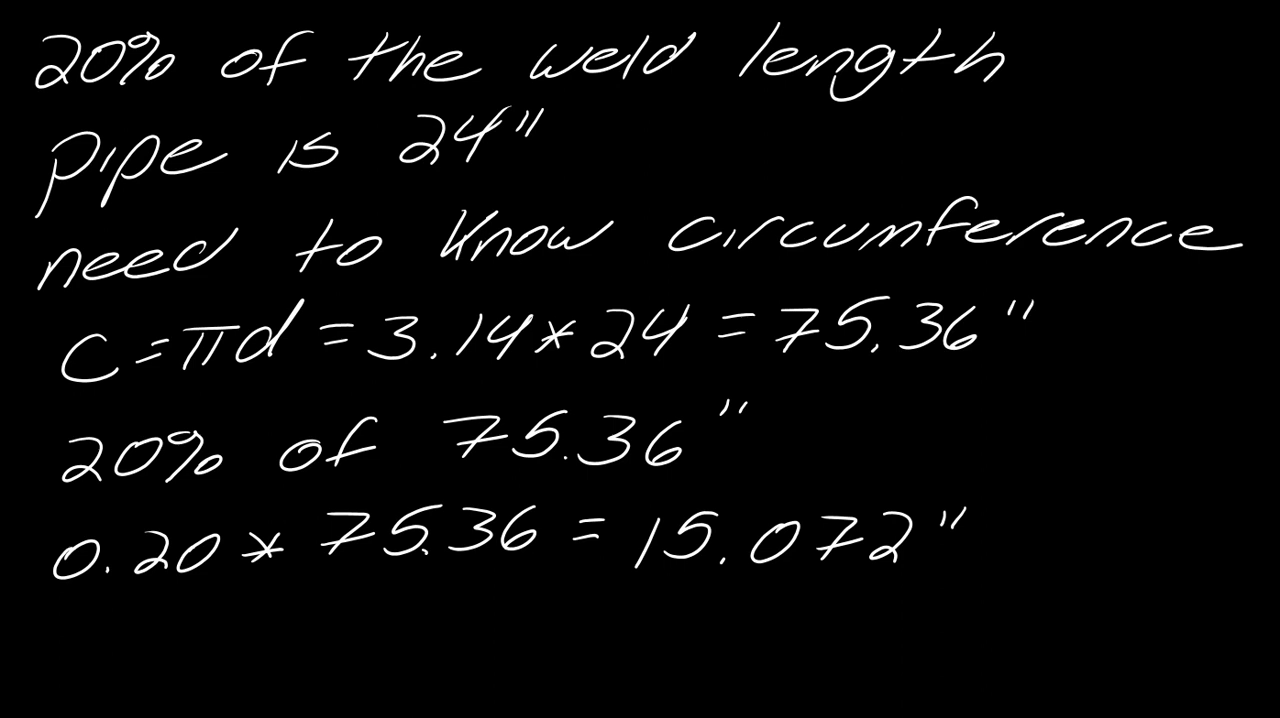 20% of the weld length
pipe is 24"
need to know circumference
C = πd = 3.14 * 24 = 75.36"
20% of 75.36"
0.20 * 75.36 = 15.072"